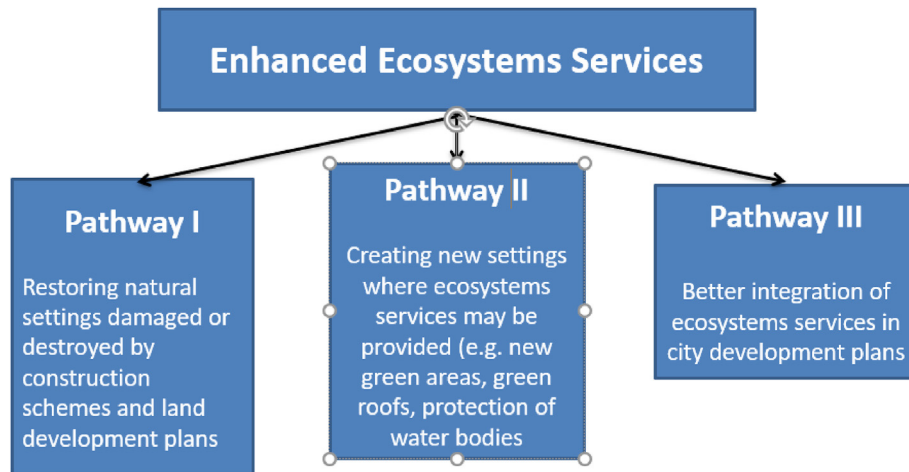 Enhanced Ecosystems Services
Pathway I
Restoring natural
settings damaged or
destroyed by
construction
schemes and land
development plans
Pathway II
Creating new settings
where ecosystems
services may be
provided (e.g. new
green areas, green
roofs, protection of
water bodies
Pathway III
Better integration of
ecosystems services in
city development plans